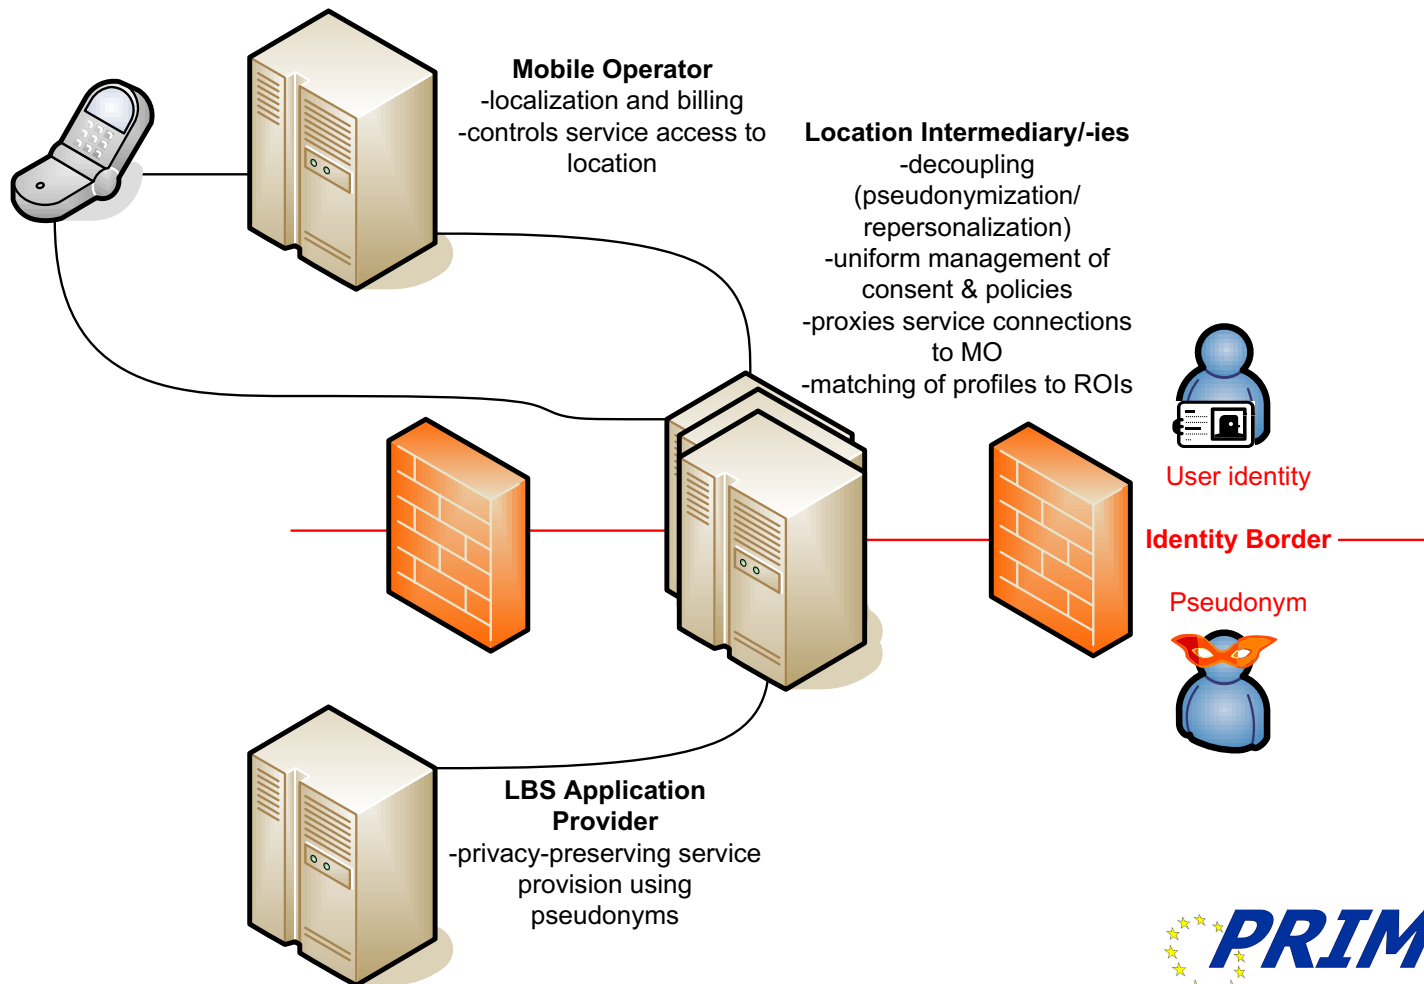 Mobile Operator
-localization and billing
-controls service access to
location
Location Intermediary/-ies
-decoupling
(pseudonymization/
repersonalization)
-uniform management of
consent & policies
-proxies service connections
to MO
-matching of profiles to ROIs
User identity
Identity Border
Pseudonym
LBS Application
Provider
-privacy-preserving service
provision using
pseudonyms
PRIM